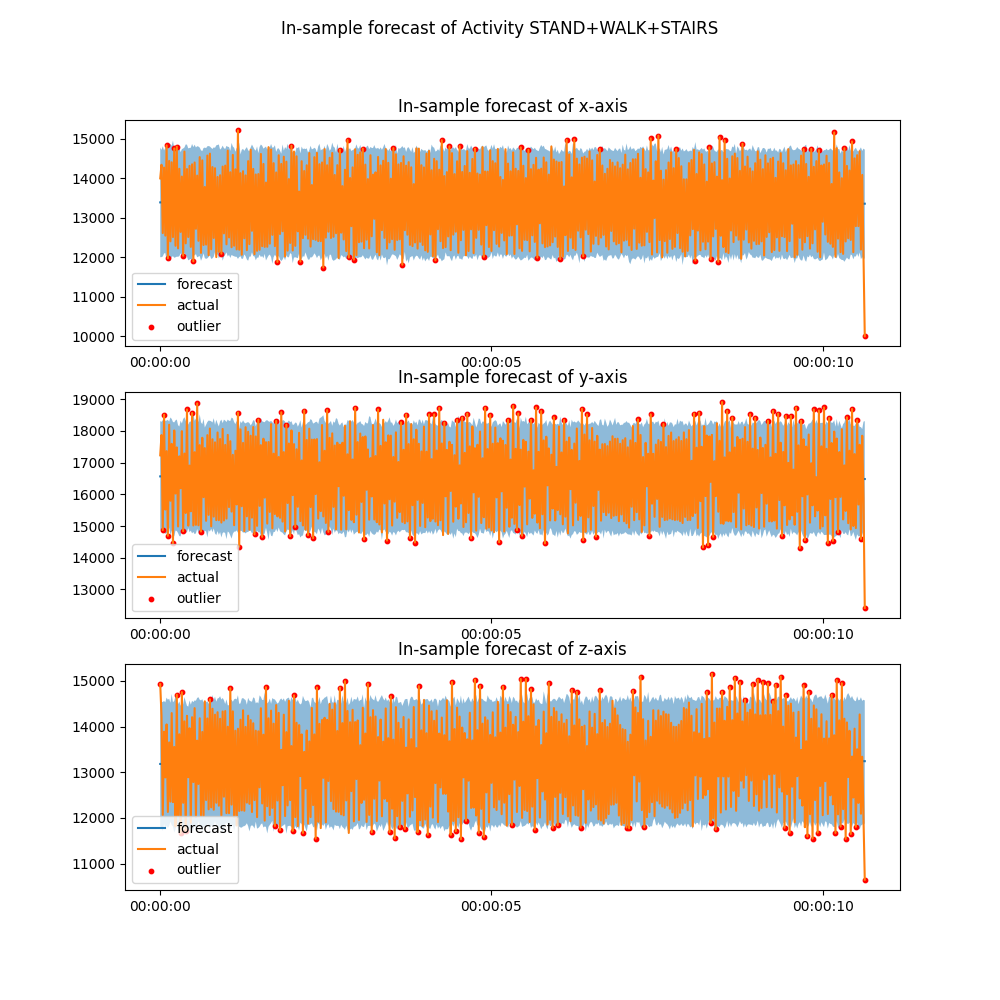 In-sample forecast of Activity STAND+WALK+STAIRS
In-sample forecast of x-axis
15000
14000
13000
12000
11000
10000
forecast
actual
outlier
00:00:00 00:00:05 00:00:10
In-sample forecast of y-axis
19000
18000
17000
16000
15000
14000
13000
forecast
actual
outlier
00:00:00 00:00:05 00:00:10
In-sample forecast of z-axis
15000
14000
13000
12000
11000
forecast
actual
outlier
00:00:00 00:00:05 00:00:10